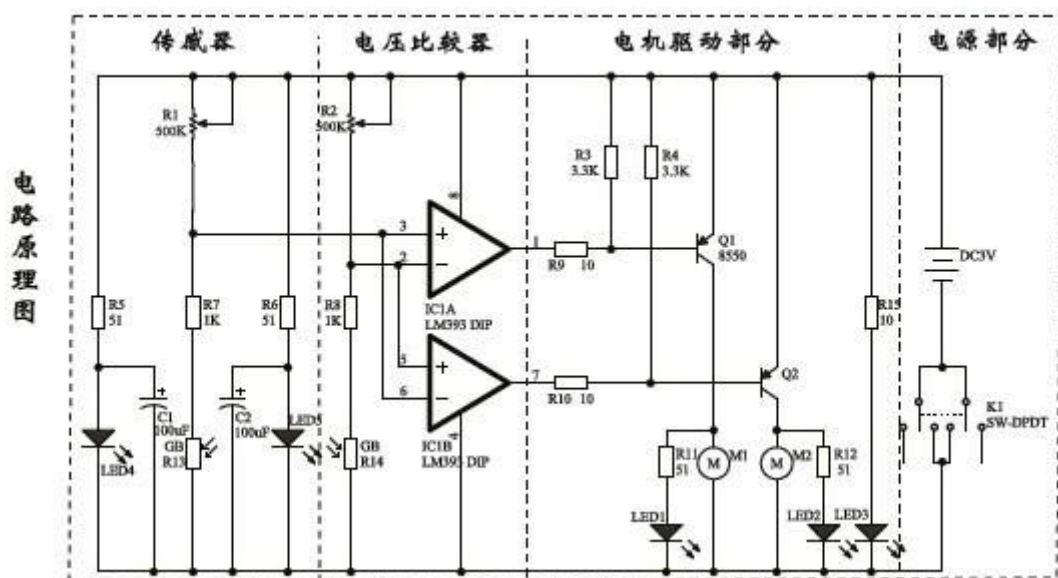 电路原理图
传感器
电压比较器
电机驱动部分
电源部分
R1
500K
R2
500K
R3
3.3K
R4
3.3K
8
3
2
1
R9 10
Q1
8550
DC3V
R5
51
R7
1K
R6
51
R8
1K
IC1A
LM393 DIP
R15
10
5
6
7
R10 10
Q2
C1
100uF
C2
100uF
LED5
LED4
GB
R13
GB
R14
4
IC1B
LM393 DIP
R11
51
M
M1
M
M2
R12
51
K1
SW-DPDT
LED1
LED2
LED3